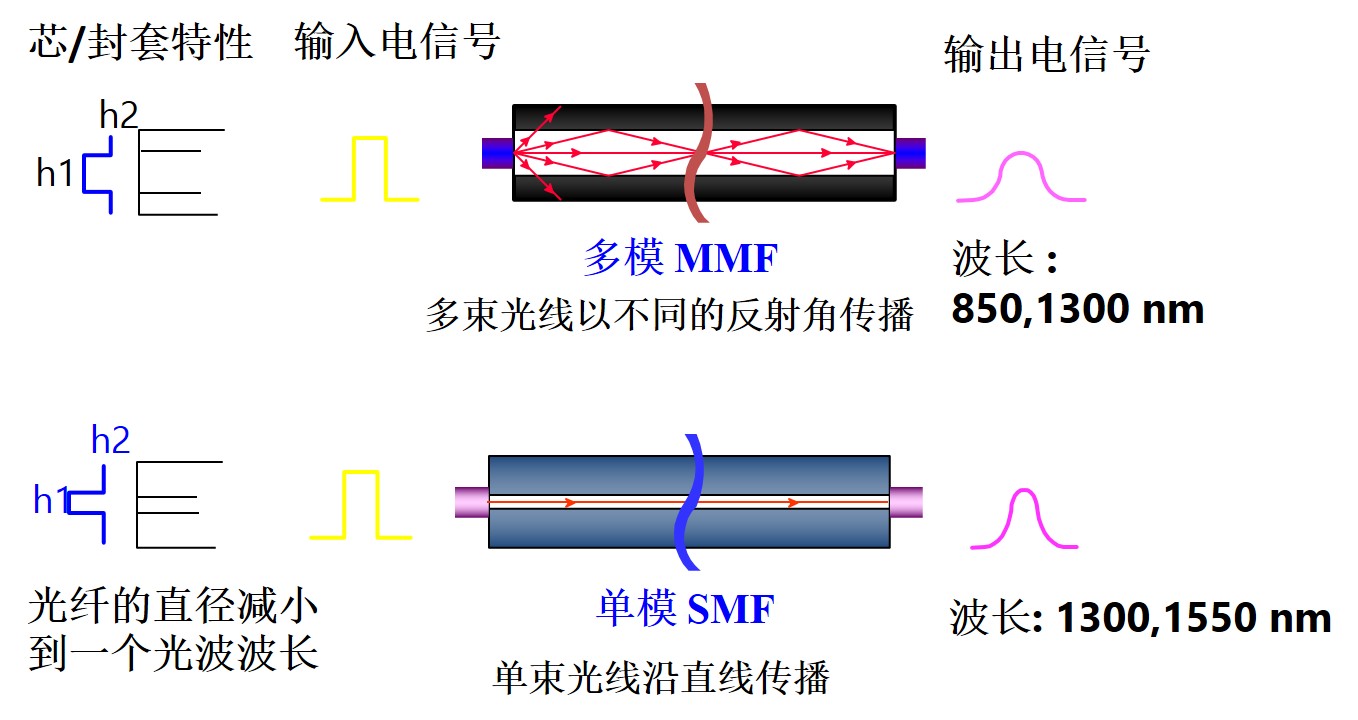 芯/封套特性
输入电信号
输出电信号
h2
h1
多模 MMF
多束光线以不同的反射角传播
波长：
850,1300 nm
h2
h1
光纤的直径减小
到一个光波波长
单模 SMF
单束光线沿直线传播
波长: 1300,1550 nm